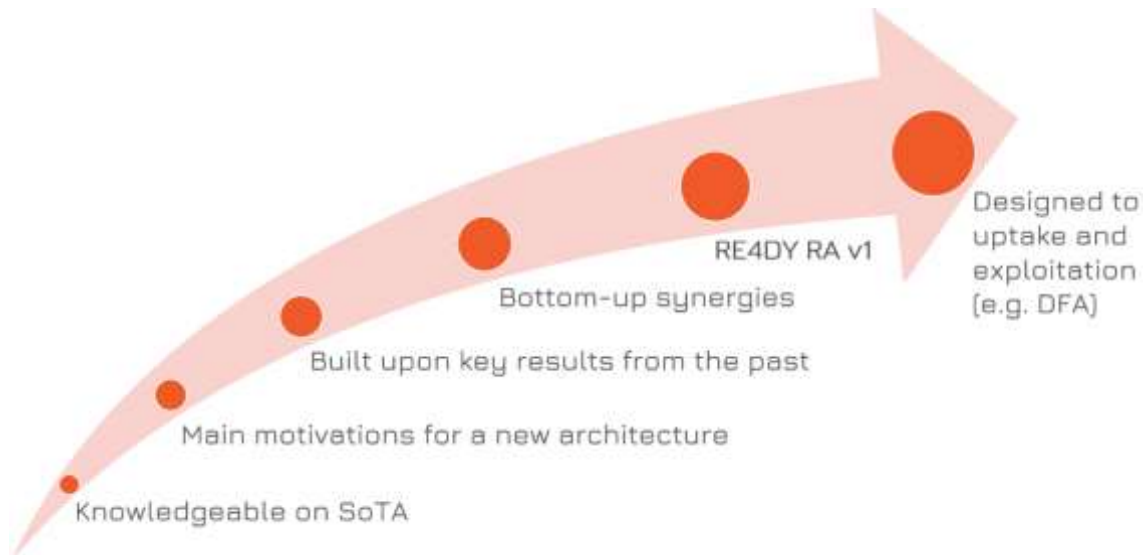 RE4DY RA v1
Designed to
uptake and
exploitation
(e.g. DFA)
Bottom-up synergies
Built upon key results from the past
Main motivations for a new architecture
Knowledgeable on SoTA